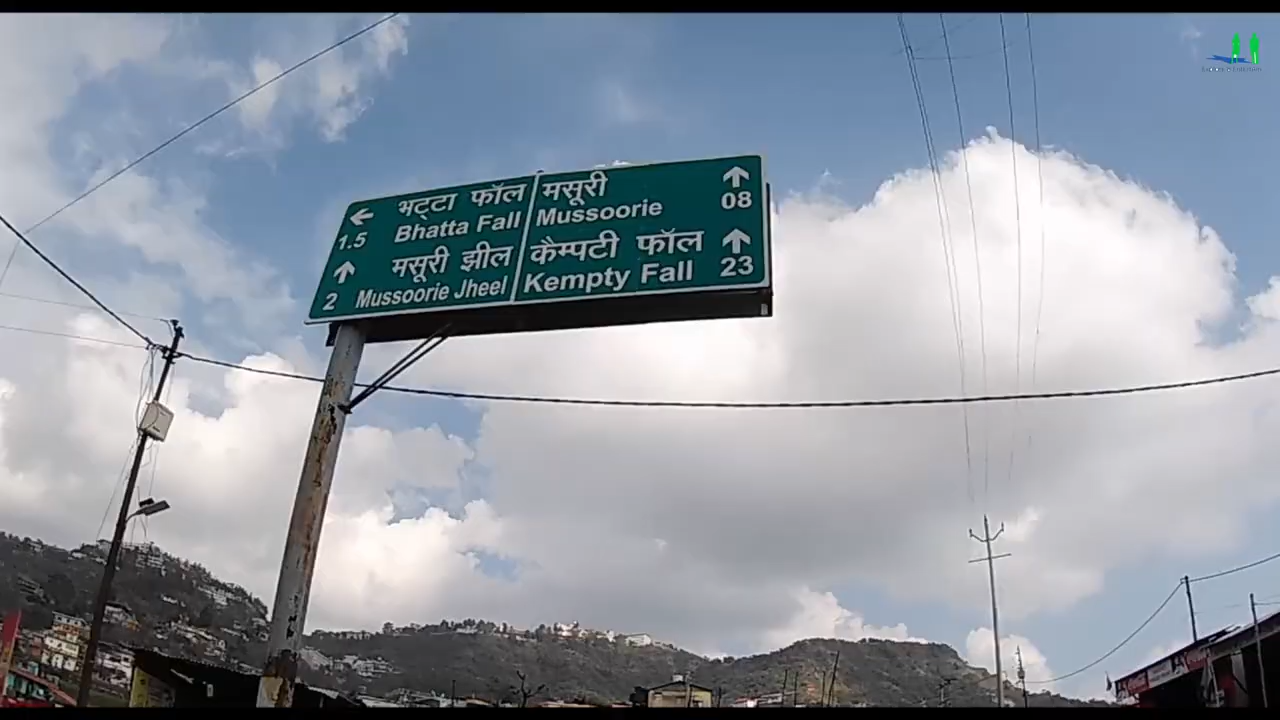 भट्टा फॉल
1.5 Bhatta Fall
मसूरी झील
2 Mussoorie Jheel
मसूरी
Mussoorie 08
कैम्पटी फॉल
Kempty Fall 23